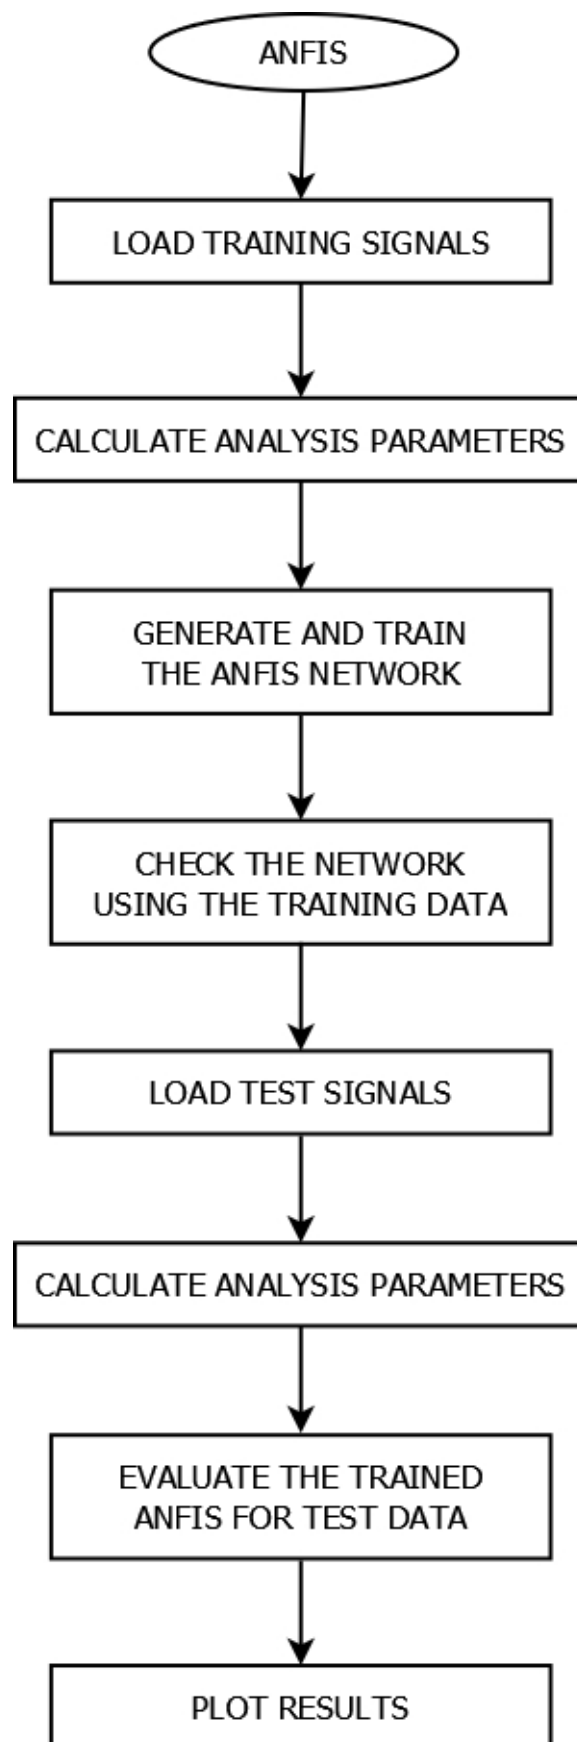 ANFIS
LOAD TRAINING SIGNALS
CALCULATE ANALYSIS PARAMETERS
GENERATE AND TRAIN
THE ANFIS NETWORK
CHECK THE NETWORK
USING THE TRAINING DATA
LOAD TEST SIGNALS
CALCULATE ANALYSIS PARAMETERS
EVALUATE THE TRAINED
ANFIS FOR TEST DATA
PLOT RESULTS